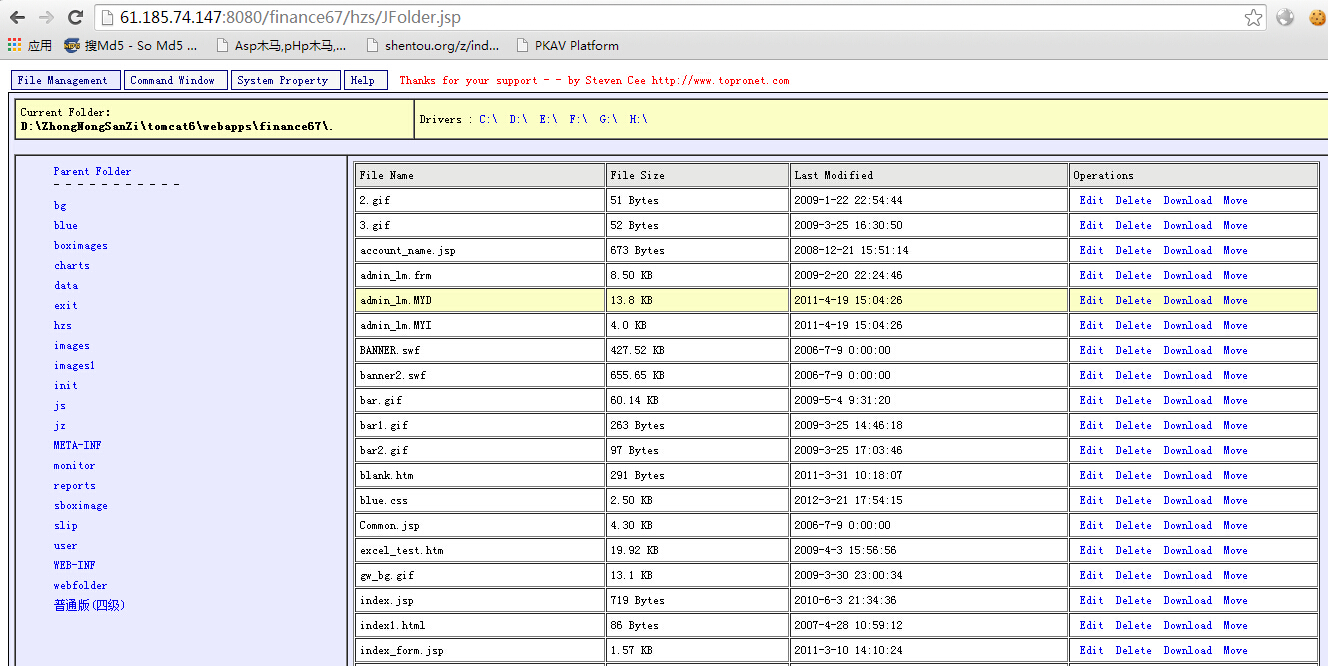 61.185.74.147:8080/finance67/hzs/JFolder.jsp
应用 搜Md5 - So Md5 ... Asp木马,pHp木马,... shentou.org/z/ind... PKAV Platform
File Management Command Window System Property Help Thanks for your support - - by Steven Cee http://www.topronet.com
Current Folder:
D:\ZhongNongSanZi\tomcat6\webapps\finance67\.
Drivers : C:\ D:\ E:\ F:\ G:\ H:\
Parent Folder
- - - - - - - - - - -
bg
blue
boximages
charts
data
exit
hzs
images
images1
init
js
jz
META-INF
monitor
reports
sboximage
slip
user
WEB-INF
webfolder
普通版(四级)
File Name File Size Last Modified Operations
2.gif 51 Bytes 2009-1-22 22:54:44 Edit Delete Download Move
3.gif 52 Bytes 2009-3-25 16:30:50 Edit Delete Download Move
account_name.jsp 673 Bytes 2008-12-21 15:51:14 Edit Delete Download Move
admin_lm.frm 8.50 KB 2009-2-20 22:24:46 Edit Delete Download Move
admin_lm.MYD 13.8 KB 2011-4-19 15:04:26 Edit Delete Download Move
admin_lm.MYI 4.0 KB 2011-4-19 15:04:26 Edit Delete Download Move
BANNER.swf 427.52 KB 2006-7-9 0:00:00 Edit Delete Download Move
banner2.swf 655.65 KB 2006-7-9 0:00:00 Edit Delete Download Move
bar.gif 60.14 KB 2009-5-4 9:31:20 Edit Delete Download Move
bar1.gif 263 Bytes 2009-3-25 14:46:18 Edit Delete Download Move
bar2.gif 97 Bytes 2009-3-25 17:03:46 Edit Delete Download Move
blank.htm 291 Bytes 2011-3-31 10:18:07 Edit Delete Download Move
blue.css 2.50 KB 2012-3-21 17:54:15 Edit Delete Download Move
Common.jsp 4.30 KB 2006-7-9 0:00:00 Edit Delete Download Move
excel_test.htm 19.92 KB 2009-4-3 15:56:56 Edit Delete Download Move
gw_bg.gif 13.1 KB 2009-3-30 23:00:34 Edit Delete Download Move
index.jsp 719 Bytes 2010-6-3 21:34:36 Edit Delete Download Move
index1.html 86 Bytes 2007-4-28 10:59:12 Edit Delete Download Move
index_form.jsp 1.57 KB 2011-3-10 14:10:24 Edit Delete Download Move